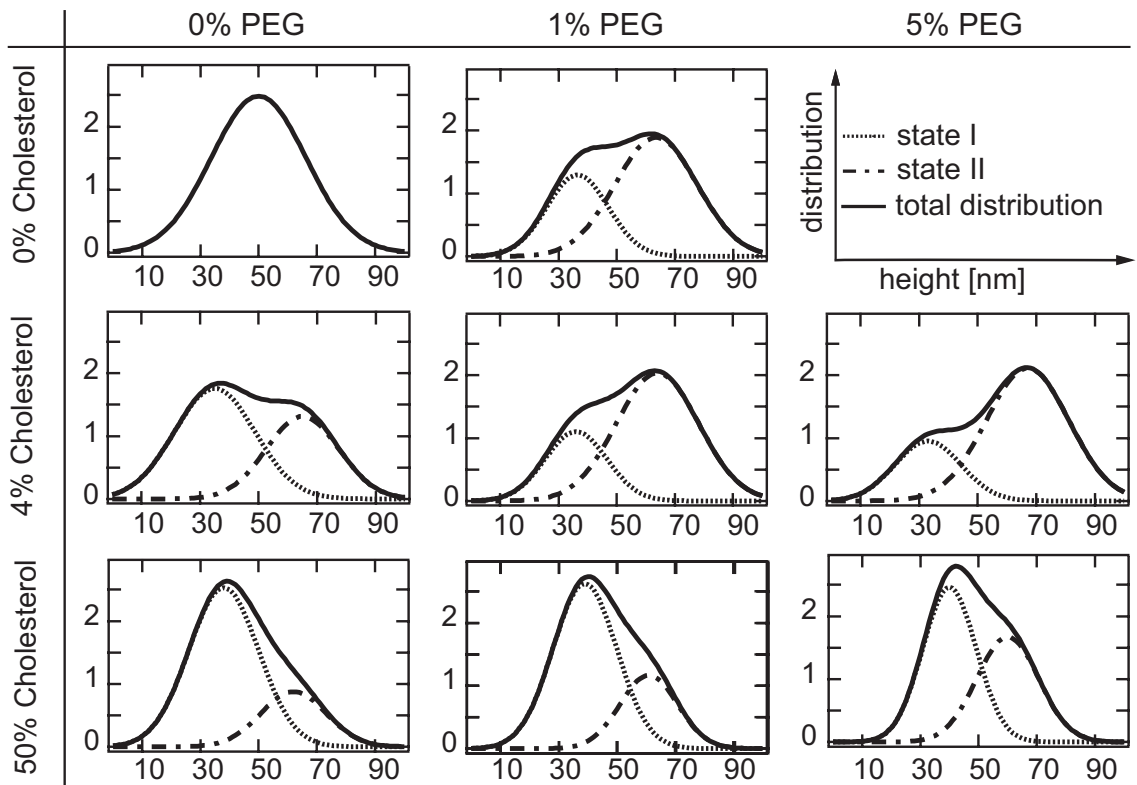 0% PEG 1% PEG 5% PEG
0% Cholesterol
2
1
0
10 30 50 70 90
2
1
0
10 30 50 70 90
distribution
state I
state II
total distribution
height [nm]
4% Cholesterol
2
1
0
10 30 50 70 90
2
1
0
10 30 50 70 90
2
1
0
10 30 50 70 90
50% Cholesterol
2
1
0
10 30 50 70 90
2
1
0
10 30 50 70 90
2
1
0
10 30 50 70 90